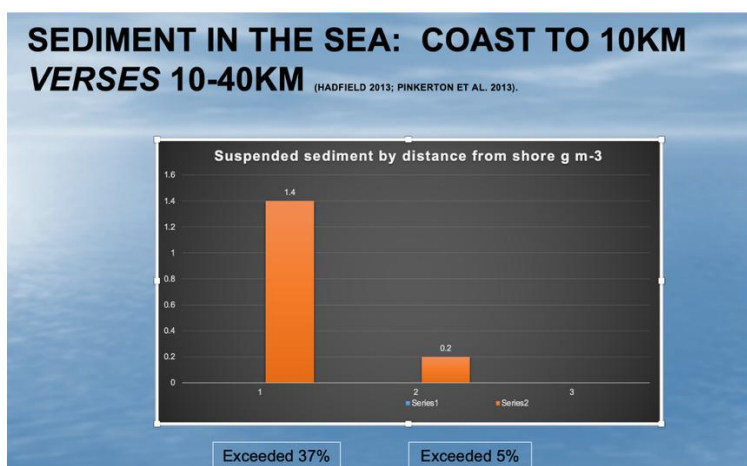 SEDIMENT IN THE SEA: COAST TO 10KM
VERSES 10-40KM (HADFIELD 2013; PINKERTON ET AL. 2013).
Suspended sediment by distance from shore g m-3
1.6
1.4
1.4
1.2
1
0.8
0.6
0.4
0.2
0.2
0
1 2 3
Series1 Series2
Exceeded 37% Exceeded 5%